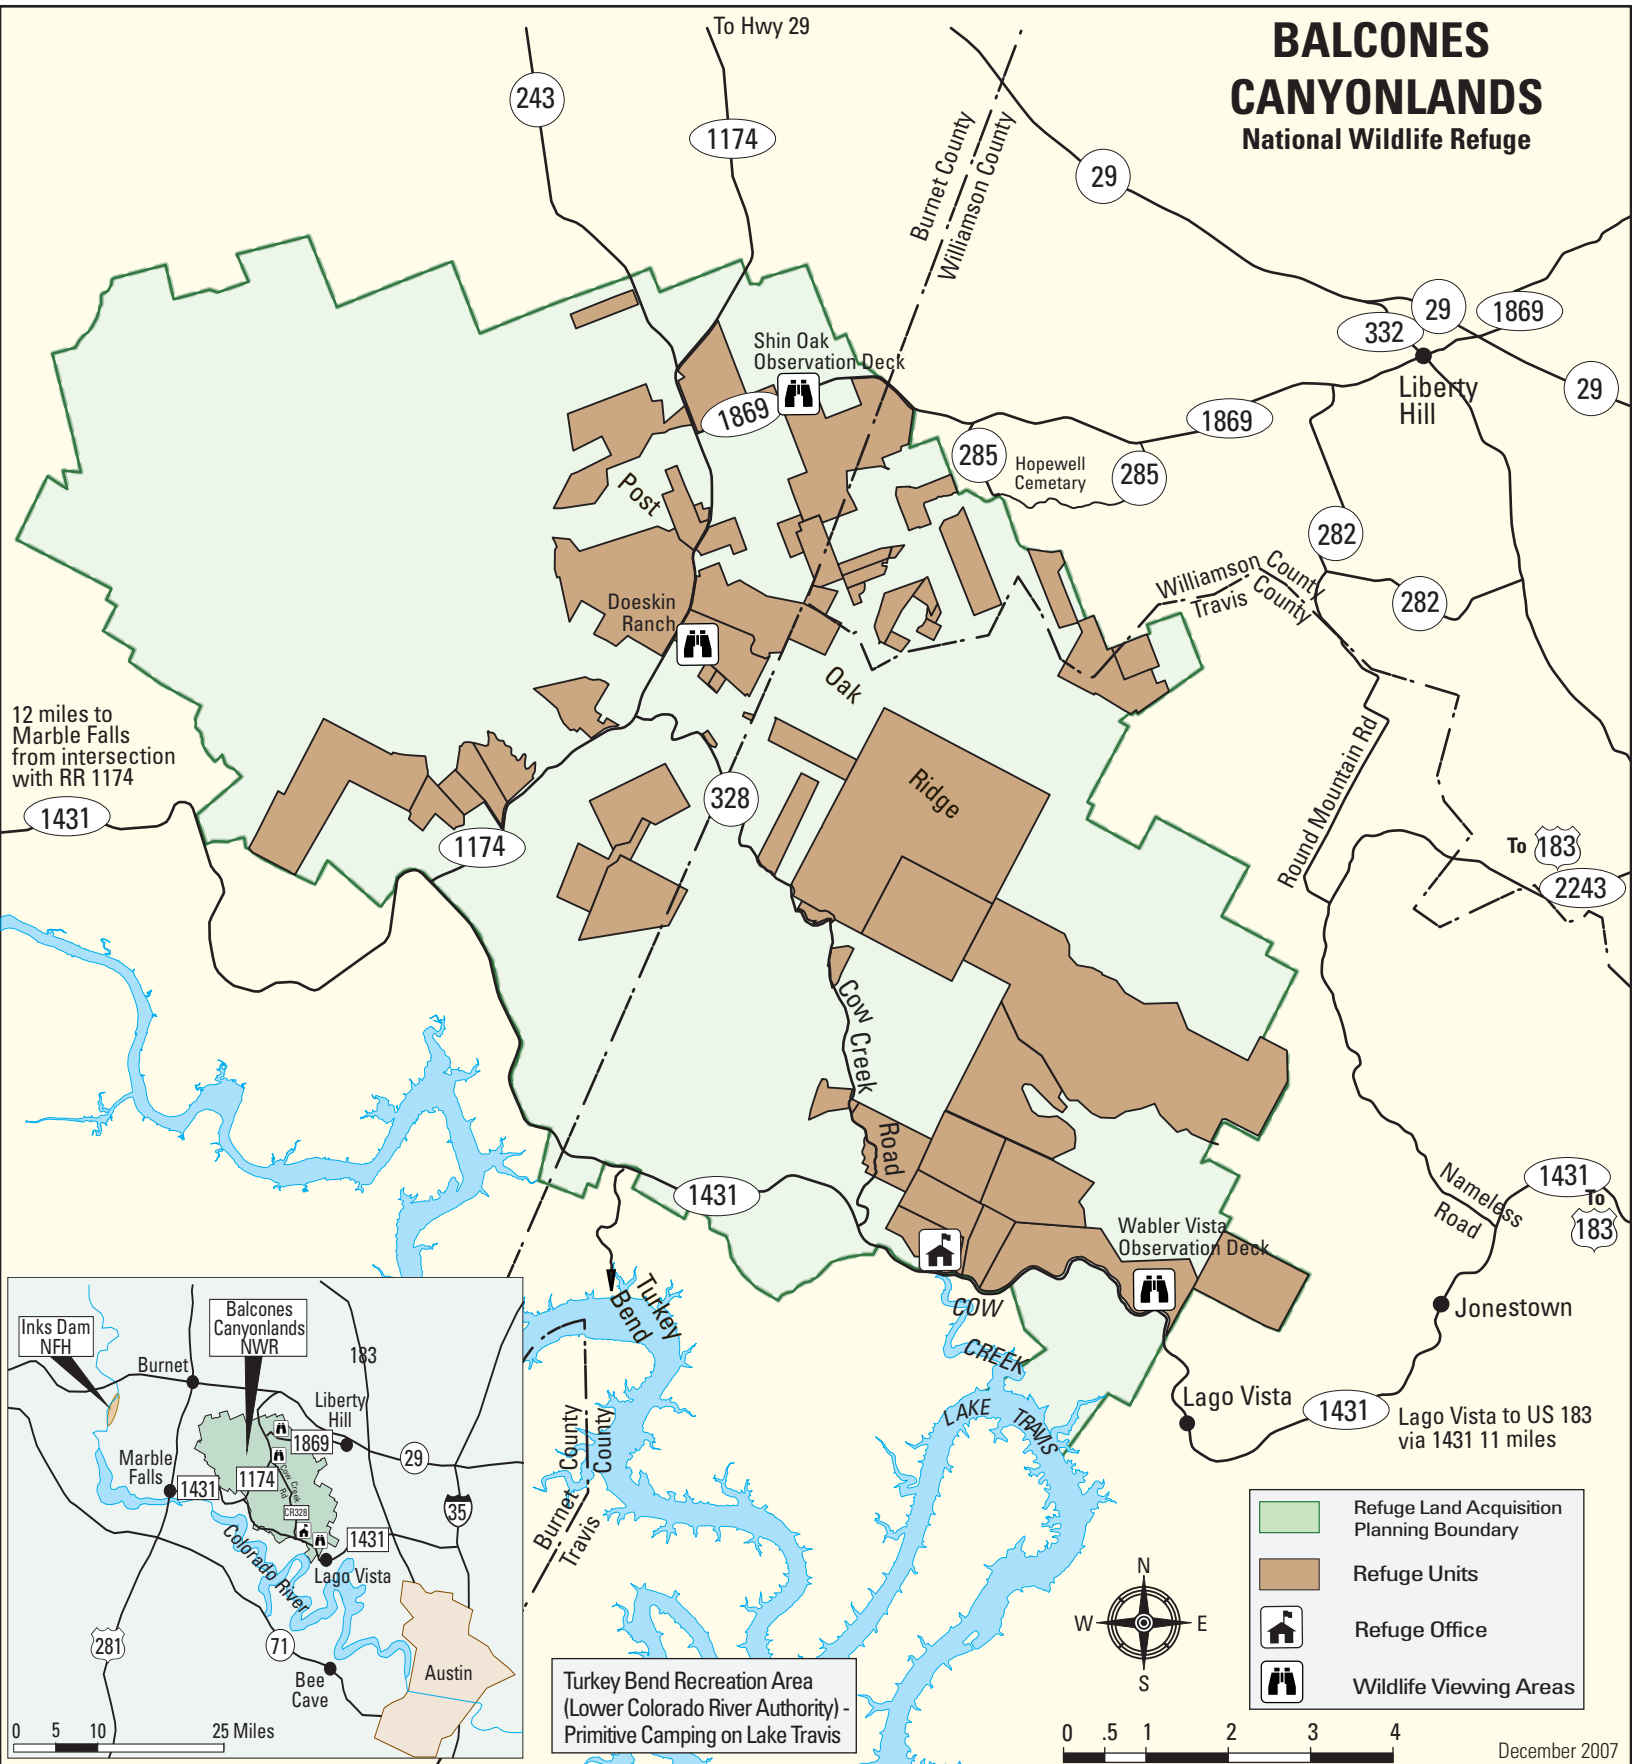 To Hwy 29
BALCONES
CANYONLANDS
National Wildlife Refuge
243
1174
29
Burnet County
Williamson County
29
1869
332
Liberty
Hill
29
Shin Oak
Observation Deck
1869
1869
285
Hopewell
Cemetary
285
Post
282
Williamson County
Travis County
282
Doeskin
Ranch
Oak
12 miles to
Marble Falls
from intersection
with RR 1174
1431
Ridge
328
1174
Round Mountain Rd
To 183
2243
Cow Creek
Road
1431
Nameless
Road
1431
To
183
Wabler Vista
Observation Deck
Turkey
Bend
COW
CREEK
Jonestown
LAKE TRAVIS
Lago Vista
1431
Lago Vista to US 183
via 1431 11 miles
Burnet County
Travis County
Inks Dam
NFH
Balcones
Canyonlands
NWR
183
Burnet
Liberty
Hill
1869
29
Marble
Falls
1431
1174
Cow Creek
Rd
CR328
35
1431
Colorado River
Lago Vista
281
71
Bee
Cave
Austin
0 5 10 25 Miles
Turkey Bend Recreation Area
(Lower Colorado River Authority) -
Primitive Camping on Lake Travis
N
W E
S
Refuge Land Acquisition
Planning Boundary
Refuge Units
Refuge Office
Wildlife Viewing Areas
0 .5 1 2 3 4
December 2007